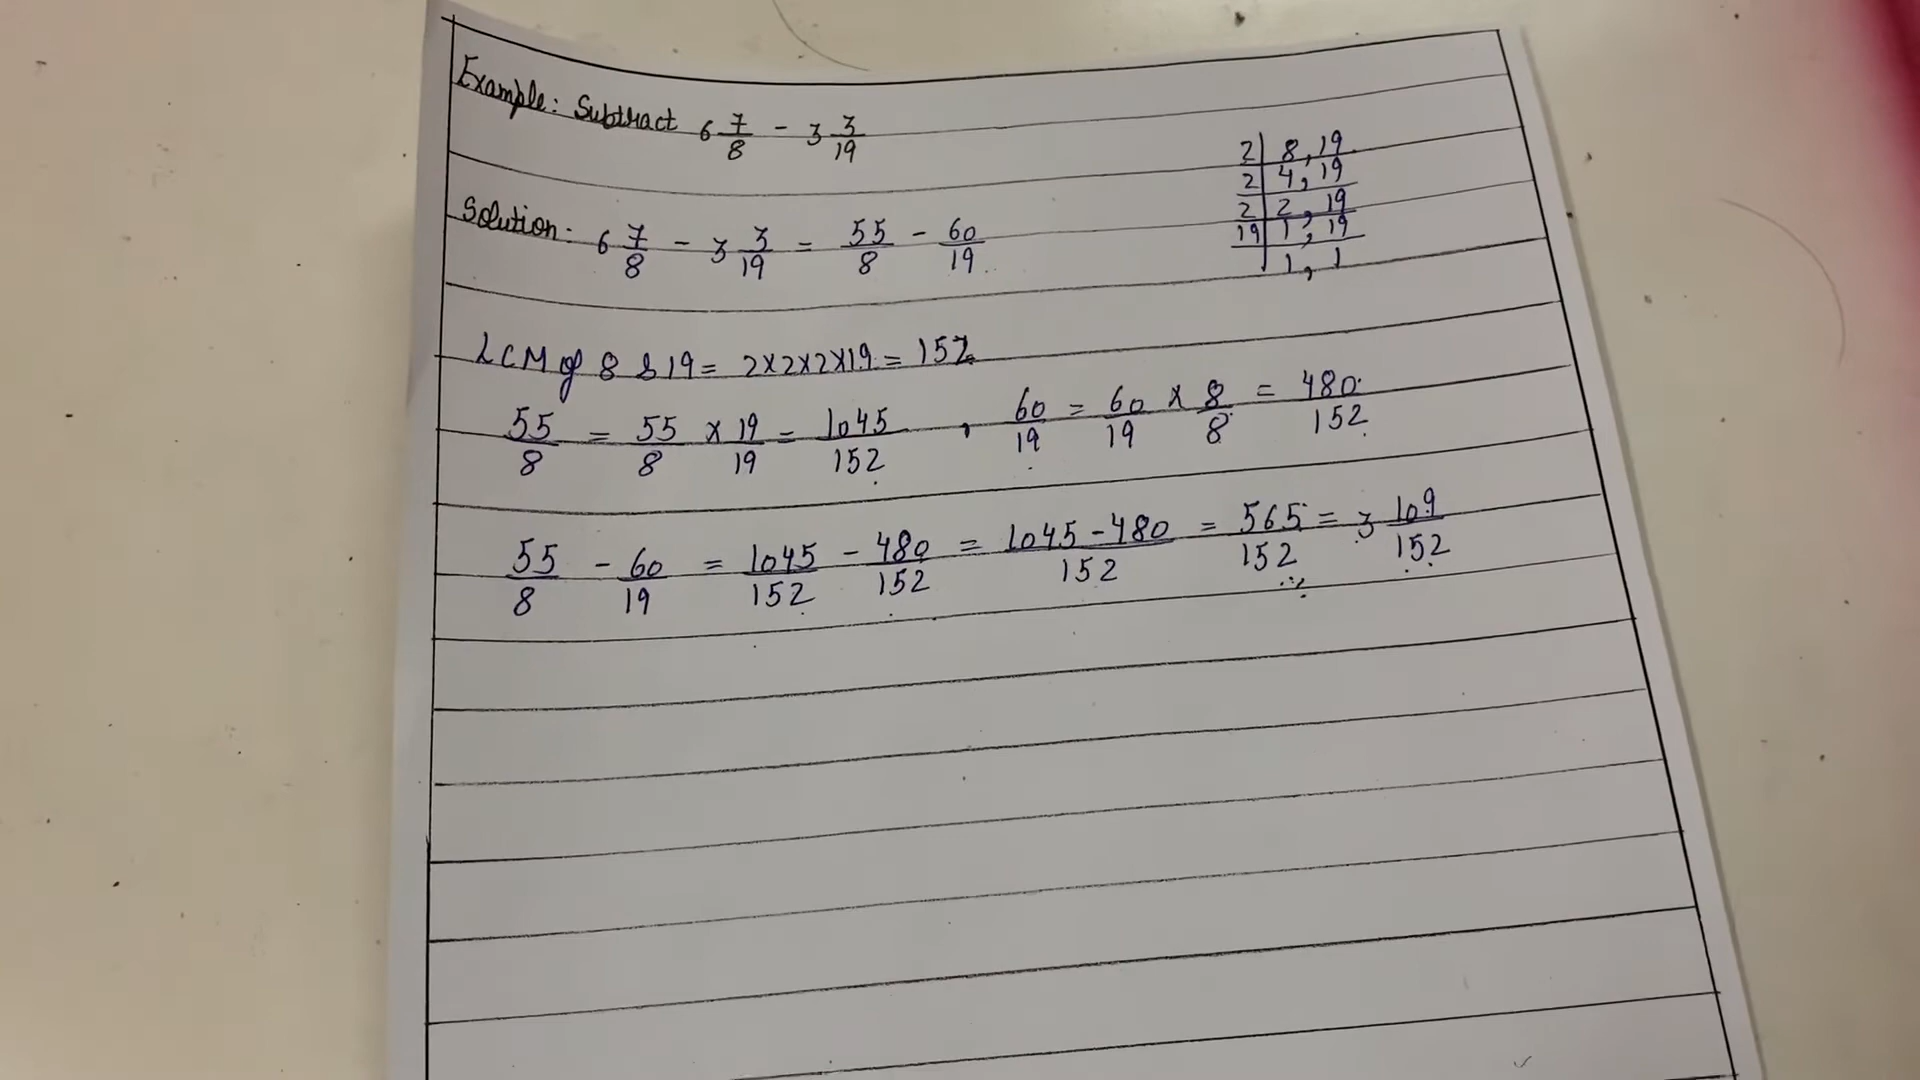 Example: Subtract 6 7/8 - 3 3/19
2 | 8, 19
2 | 4, 19
2 | 2, 19
19 | 1, 19
| 1, 1
Solution: 6 7/8 - 3 3/19 = 55/8 - 60/19
LCM of 8 & 19 = 2×2×2×19 = 152
55/8 = 55/8 × 19/19 = 1045/152 , 60/19 = 60/19 × 8/8 = 480/152
55/8 - 60/19 = 1045/152 - 480/152 = 1045-480/152 = 565/152 = 3 109/152